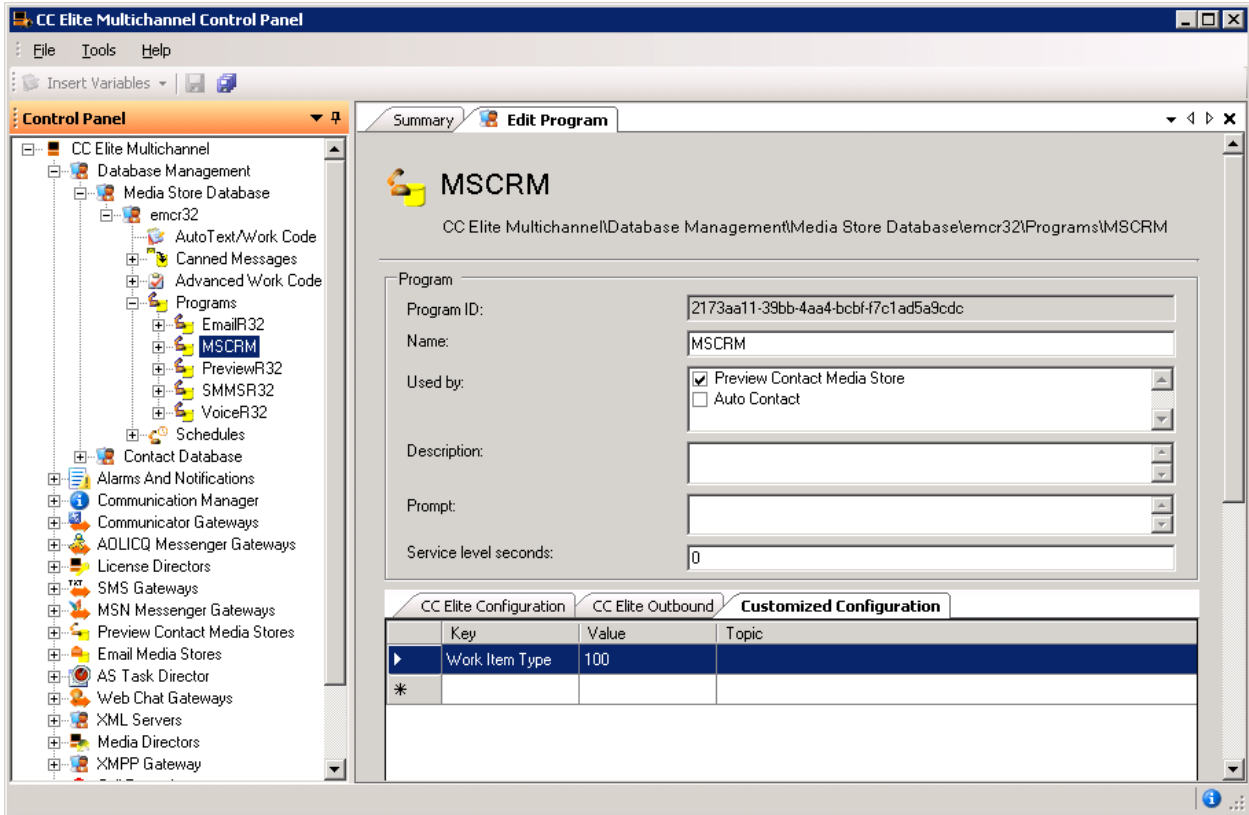 CC Elite Multichannel Control Panel
File Tools Help
Insert Variables
Control Panel
CC Elite Multichannel
Database Management
Media Store Database
emcr32
AutoText/Work Code
Canned Messages
Advanced Work Code
Programs
EmailR32
MSCRM
PreviewR32
SMMSR32
VoiceR32
Schedules
Contact Database
Alarms And Notifications
Communication Manager
Communicator Gateways
AOLICQ Messenger Gateways
License Directors
TXT
SMS Gateways
MSN Messenger Gateways
Preview Contact Media Stores
Email Media Stores
AS Task Director
Web Chat Gateways
XML Servers
Media Directors
XMPP Gateway
Summary Edit Program
MSCRM
CC Elite Multichannel\Database Management\Media Store Database\emcr32\Programs\MSCRM
Program
Program ID: 2173aa11-39bb-4aa4-bcbf-f7c1ad5a9cdc
Name: MSCRM
Used by: Preview Contact Media Store
Auto Contact
Description:
Prompt:
Service level seconds: 0
CC Elite Configuration CC Elite Outbound Customized Configuration
Key Value Topic
Work Item Type 100